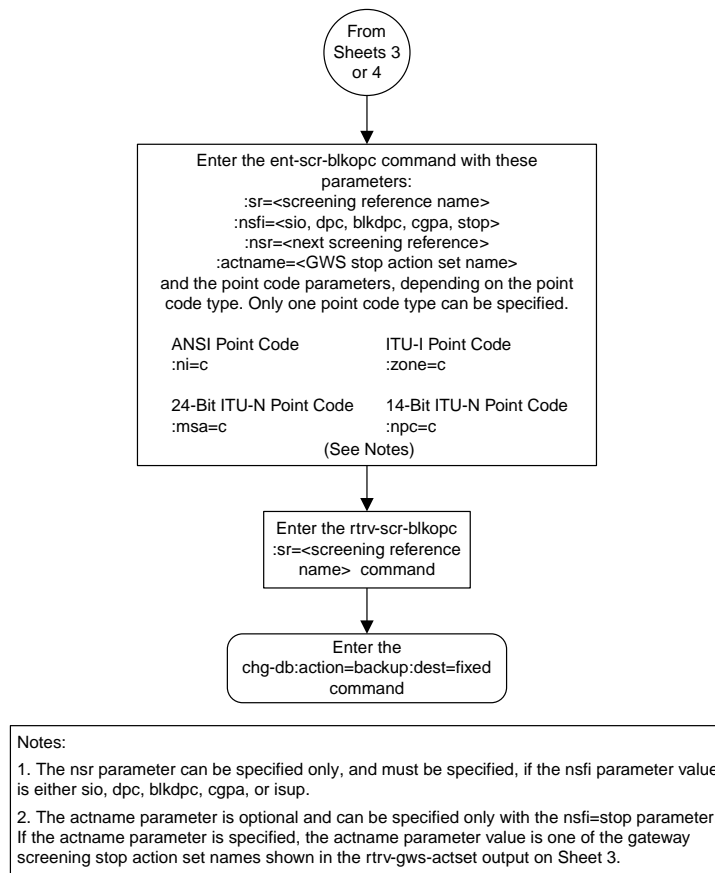 From
Sheets 3
or 4
Enter the ent-scr-blkopc command with these
parameters:
:sr=<screening reference name>
:nsfi=<sio, dpc, blkdpc, cgpa, stop>
:nsr=<next screening reference>
:actname=<GWS stop action set name>
and the point code parameters, depending on the point
code type. Only one point code type can be specified.
ANSI Point Code
:ni=c
ITU-I Point Code
:zone=c
24-Bit ITU-N Point Code
:msa=c
14-Bit ITU-N Point Code
:npc=c
(See Notes)
Enter the rtrv-scr-blkopc
:sr=<screening reference
name> command
Enter the
chg-db:action=backup:dest=fixed
command
Notes:
1. The nsr parameter can be specified only, and must be specified, if the nsfi parameter value
is either sio, dpc, blkdpc, cgpa, or isup.
2. The actname parameter is optional and can be specified only with the nsfi=stop parameter
If the actname parameter is specified, the actname parameter value is one of the gateway
screening stop action set names shown in the rtrv-gws-actset output on Sheet 3.